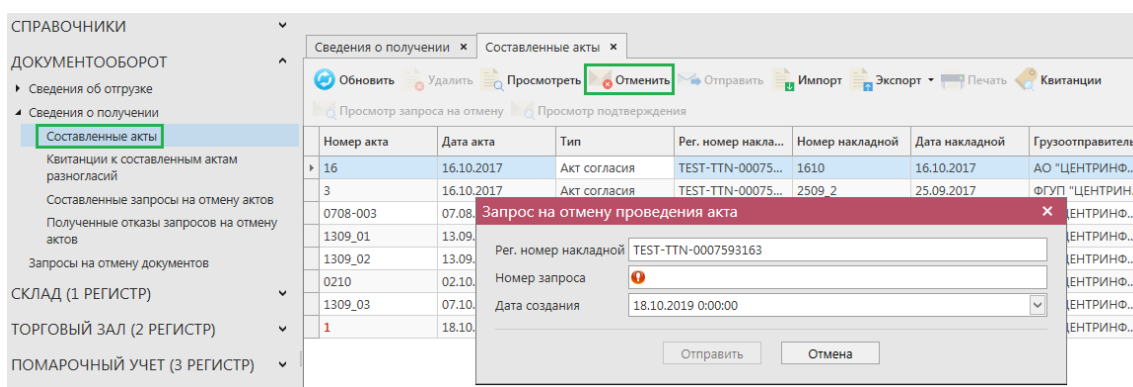 СПРАВОЧНИКИ
ДОКУМЕНТООБОРОТ
Сведения об отгрузке
Сведения о получении
Составленные акты
Квитанции к составленным актам
разногласий
Составленные запросы на отмену актов
Полученные отказы запросов на отмену
актов
Запросы на отмену документов
СКЛАД (1 РЕГИСТР)
ТОРГОВЫЙ ЗАЛ (2 РЕГИСТР)
ПОМАРОЧНЫЙ УЧЕТ (3 РЕГИСТР)
Сведения о получении × Составленные акты ×
Обновить Удалить Просмотреть Отменить Отправить Импорт Экспорт Печать Квитанции
Просмотр запроса на отмену Просмотр подтверждения
Номер акта Дата акта Тип Рег. номер накла... Номер накладной Дата накладной Грузоотправитель
16 16.10.2017 Акт согласия TEST-TTN-00075... 1610 16.10.2017 АО "ЦЕНТРИНФ...
3 16.10.2017 Акт согласия TEST-TTN-00075... 2509_2 25.09.2017 ФГУП "ЦЕНТРИН...
0708-003 07.08.
1309_01 13.09.
1309_02 13.09.
0210 02.10.
1309_03 07.10.
1 18.10.
Запрос на отмену проведения акта ×
Рег. номер накладной TEST-TTN-0007593163
Номер запроса
Дата создания 18.10.2019 0:00:00
Отправить Отмена